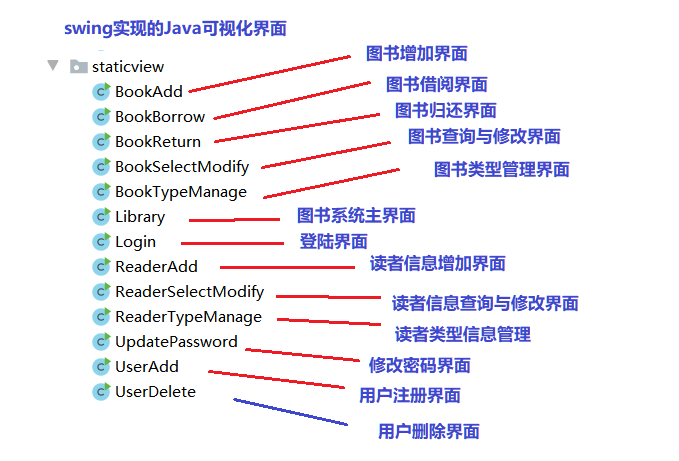 swing实现的Java可视化界面
staticview
BookAdd 图书增加界面
BookBorrow 图书借阅界面
BookReturn 图书归还界面
BookSelectModify 图书查询与修改界面
BookTypeManage 图书类型管理界面
Library 图书系统主界面
Login 登陆界面
ReaderAdd 读者信息增加界面
ReaderSelectModify 读者信息查询与修改界面
ReaderTypeManage 读者类型信息管理
UpdatePassword 修改密码界面
UserAdd 用户注册界面
UserDelete 用户删除界面